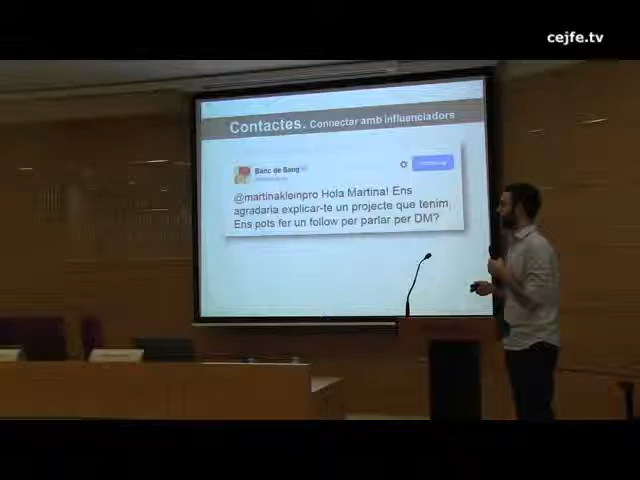 cejfe.tv
Contactes. Connectar amb influenciadors
Banc de Sang
@martinakleinpro Hola Martina! Ens
agradaria explicar-te un projecte que tenim.
Ens pots fer un follow per parlar per DM?